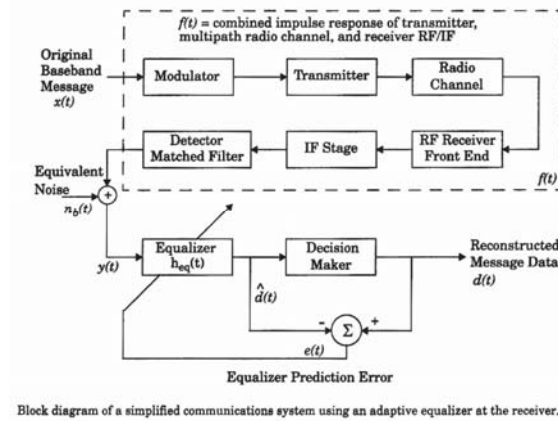 f(t) = combined impulse response of transmitter,
multipath radio channel, and receiver RF/IF
Original
Baseband
Message
x(t)
Modulator
Transmitter
Radio
Channel
Detector
Matched Filter
IF Stage
RF Receiver
Front End
f(t)
Equivalent
Noise
n_b(t)
+
y(t)
Equalizer
h_eq(t)
Decision
Maker
Reconstructed
Message Data
d(t)
d̂(t)
- Σ +
e(t)
Equalizer Prediction Error
Block diagram of a simplified communications system using an adaptive equalizer at the receiver.